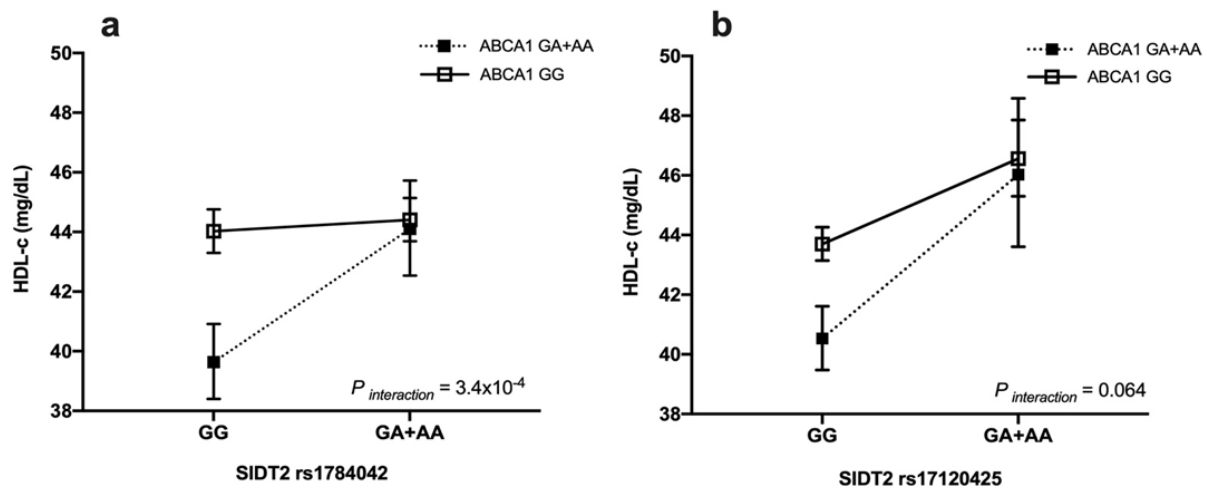 a
50
48
46
44
42
40
38
HDL-c (mg/dL)
ABCA1 GA+AA
ABCA1 GG
P interaction = 3.4x10-4
GG
GA+AA
SIDT2 rs1784042
b
50
48
46
44
42
40
38
HDL-c (mg/dL)
ABCA1 GA+AA
ABCA1 GG
P interaction = 0.064
GG
GA+AA
SIDT2 rs17120425